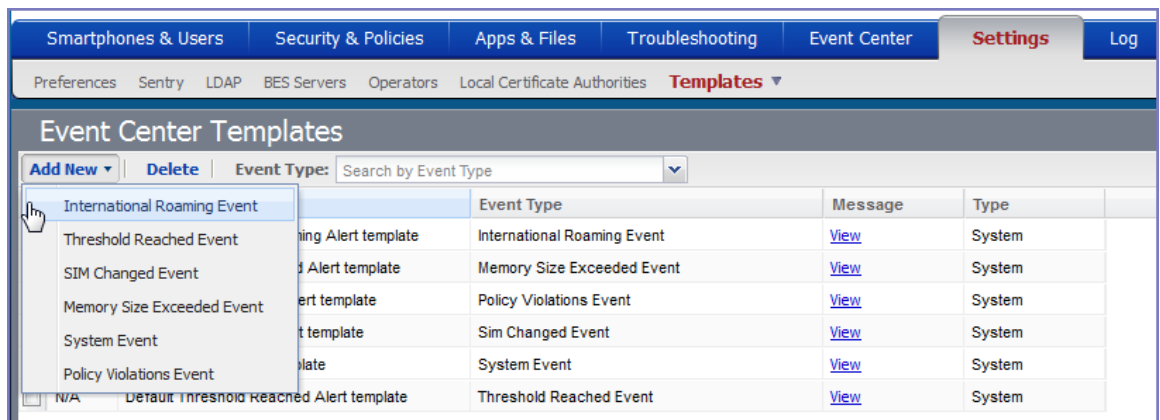 Smartphones & Users Security & Policies Apps & Files Troubleshooting Event Center Settings Log
Preferences Sentry LDAP BES Servers Operators Local Certificate Authorities Templates
Event Center Templates
Add New Delete Event Type: Search by Event Type
International Roaming Event
Threshold Reached Event
SIM Changed Event
Memory Size Exceeded Event
System Event
Policy Violations Event
Event Type Message Type
Alert template International Roaming Event View System
Alert template Memory Size Exceeded Event View System
template Policy Violations Event View System
template Sim Changed Event View System
System Event View System
N/A Default Threshold Reached Alert template Threshold Reached Event View System